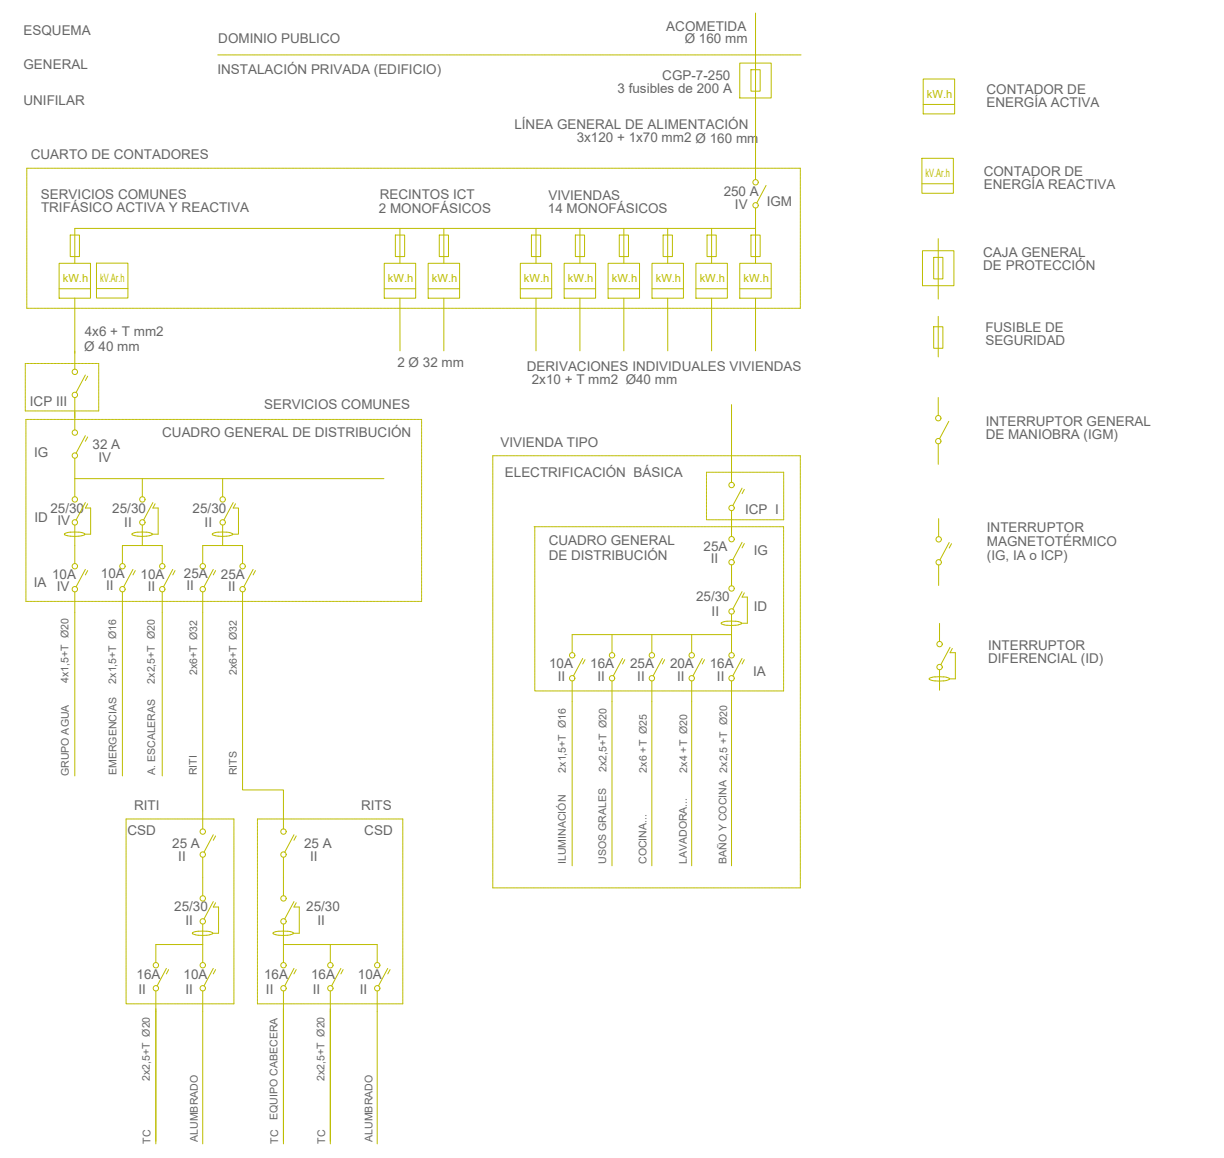 ESQUEMA
GENERAL
UNIFILAR
DOMINIO PUBLICO
INSTALACIÓN PRIVADA (EDIFICIO)
ACOMETIDA
Ø 160 mm
CGP-7-250
3 fusibles de 200 A
LÍNEA GENERAL DE ALIMENTACIÓN
3x120 + 1x70 mm2 Ø 160 mm
CUARTO DE CONTADORES
SERVICIOS COMUNES
TRIFÁSICO ACTIVA Y REACTIVA
RECINTOS ICT
2 MONOFÁSICOS
VIVIENDAS
14 MONOFÁSICOS
250 A
IV
IGM
kW.h
kV.Ar.h
kW.h
kW.h
kW.h
kW.h
kW.h
kW.h
kW.h
kW.h
4x6 + T mm2
Ø 40 mm
2 Ø 32 mm
DERIVACIONES INDIVIDUALES VIVIENDAS
2x10 + T mm2 Ø40 mm
ICP III
SERVICIOS COMUNES
CUADRO GENERAL DE DISTRIBUCIÓN
IG
32 A
IV
ID
25/30
IV
25/30
II
25/30
II
IA
10A
IV
10A
II
10A
II
25A
II
25A
II
GRUPO AGUA 4x1,5+T Ø20
EMERGENCIAS 2x1,5+T Ø16
A. ESCALERAS 2x2,5+T Ø20
RITI 2x6+T Ø32
RITS 2x6+T Ø32
RITI
CSD
25 A
II
25/30
II
16A
II
10A
II
TC 2x2,5+T Ø20
ALUMBRADO
RITS
CSD
25 A
II
25/30
II
16A
II
16A
II
10A
II
TC EQUIPO CABECERA
TC 2x2,5+T Ø20
ALUMBRADO
VIVIENDA TIPO
ELECTRIFICACIÓN BÁSICA
ICP I
CUADRO GENERAL
DE DISTRIBUCIÓN
25A
II
IG
25/30
II
ID
10A
II
16A
II
25A
II
20A
II
16A
II
IA
ILUMINACIÓN 2x1,5+T Ø16
USOS GRALES 2x2,5+T Ø20
COCINA... 2x6 +T Ø25
LAVADORA... 2x4 +T Ø20
BAÑO Y COCINA 2x2,5 +T Ø20
kW.h
CONTADOR DE
ENERGÍA ACTIVA
kV.Ar.h
CONTADOR DE
ENERGÍA REACTIVA
CAJA GENERAL
DE PROTECCIÓN
FUSIBLE DE
SEGURIDAD
INTERRUPTOR GENERAL
DE MANIOBRA (IGM)
INTERRUPTOR
MAGNETOTÉRMICO
(IG, IA o ICP)
INTERRUPTOR
DIFERENCIAL (ID)